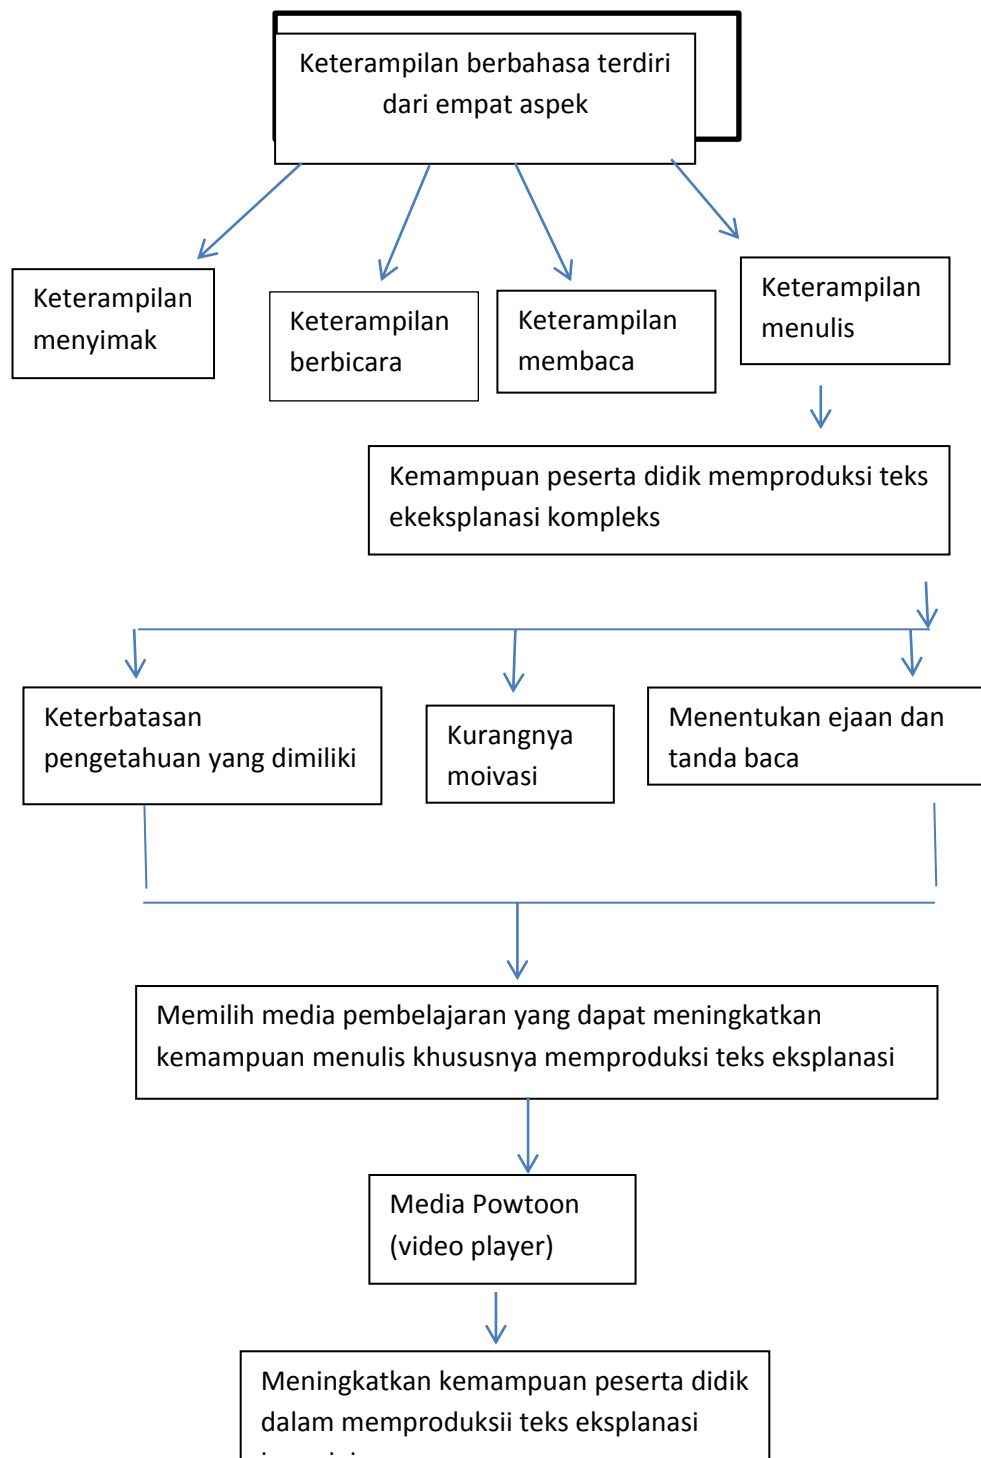 Keterampilan berbahasa terdiri
dari empat aspek
Keterampilan
menyimak
Keterampilan
berbicara
Keterampilan
membaca
Keterampilan
menulis
Kemampuan peserta didik memproduksi teks
ekeksplanasi kompleks
Keterbatasan
pengetahuan yang dimiliki
Kurangnya
moivasi
Menentukan ejaan dan
tanda baca
Memilih media pembelajaran yang dapat meningkatkan
kemampuan menulis khususnya memproduksi teks eksplanasi
Media Powtoon
(video player)
Meningkatkan kemampuan peserta didik
dalam memproduksii teks eksplanasi